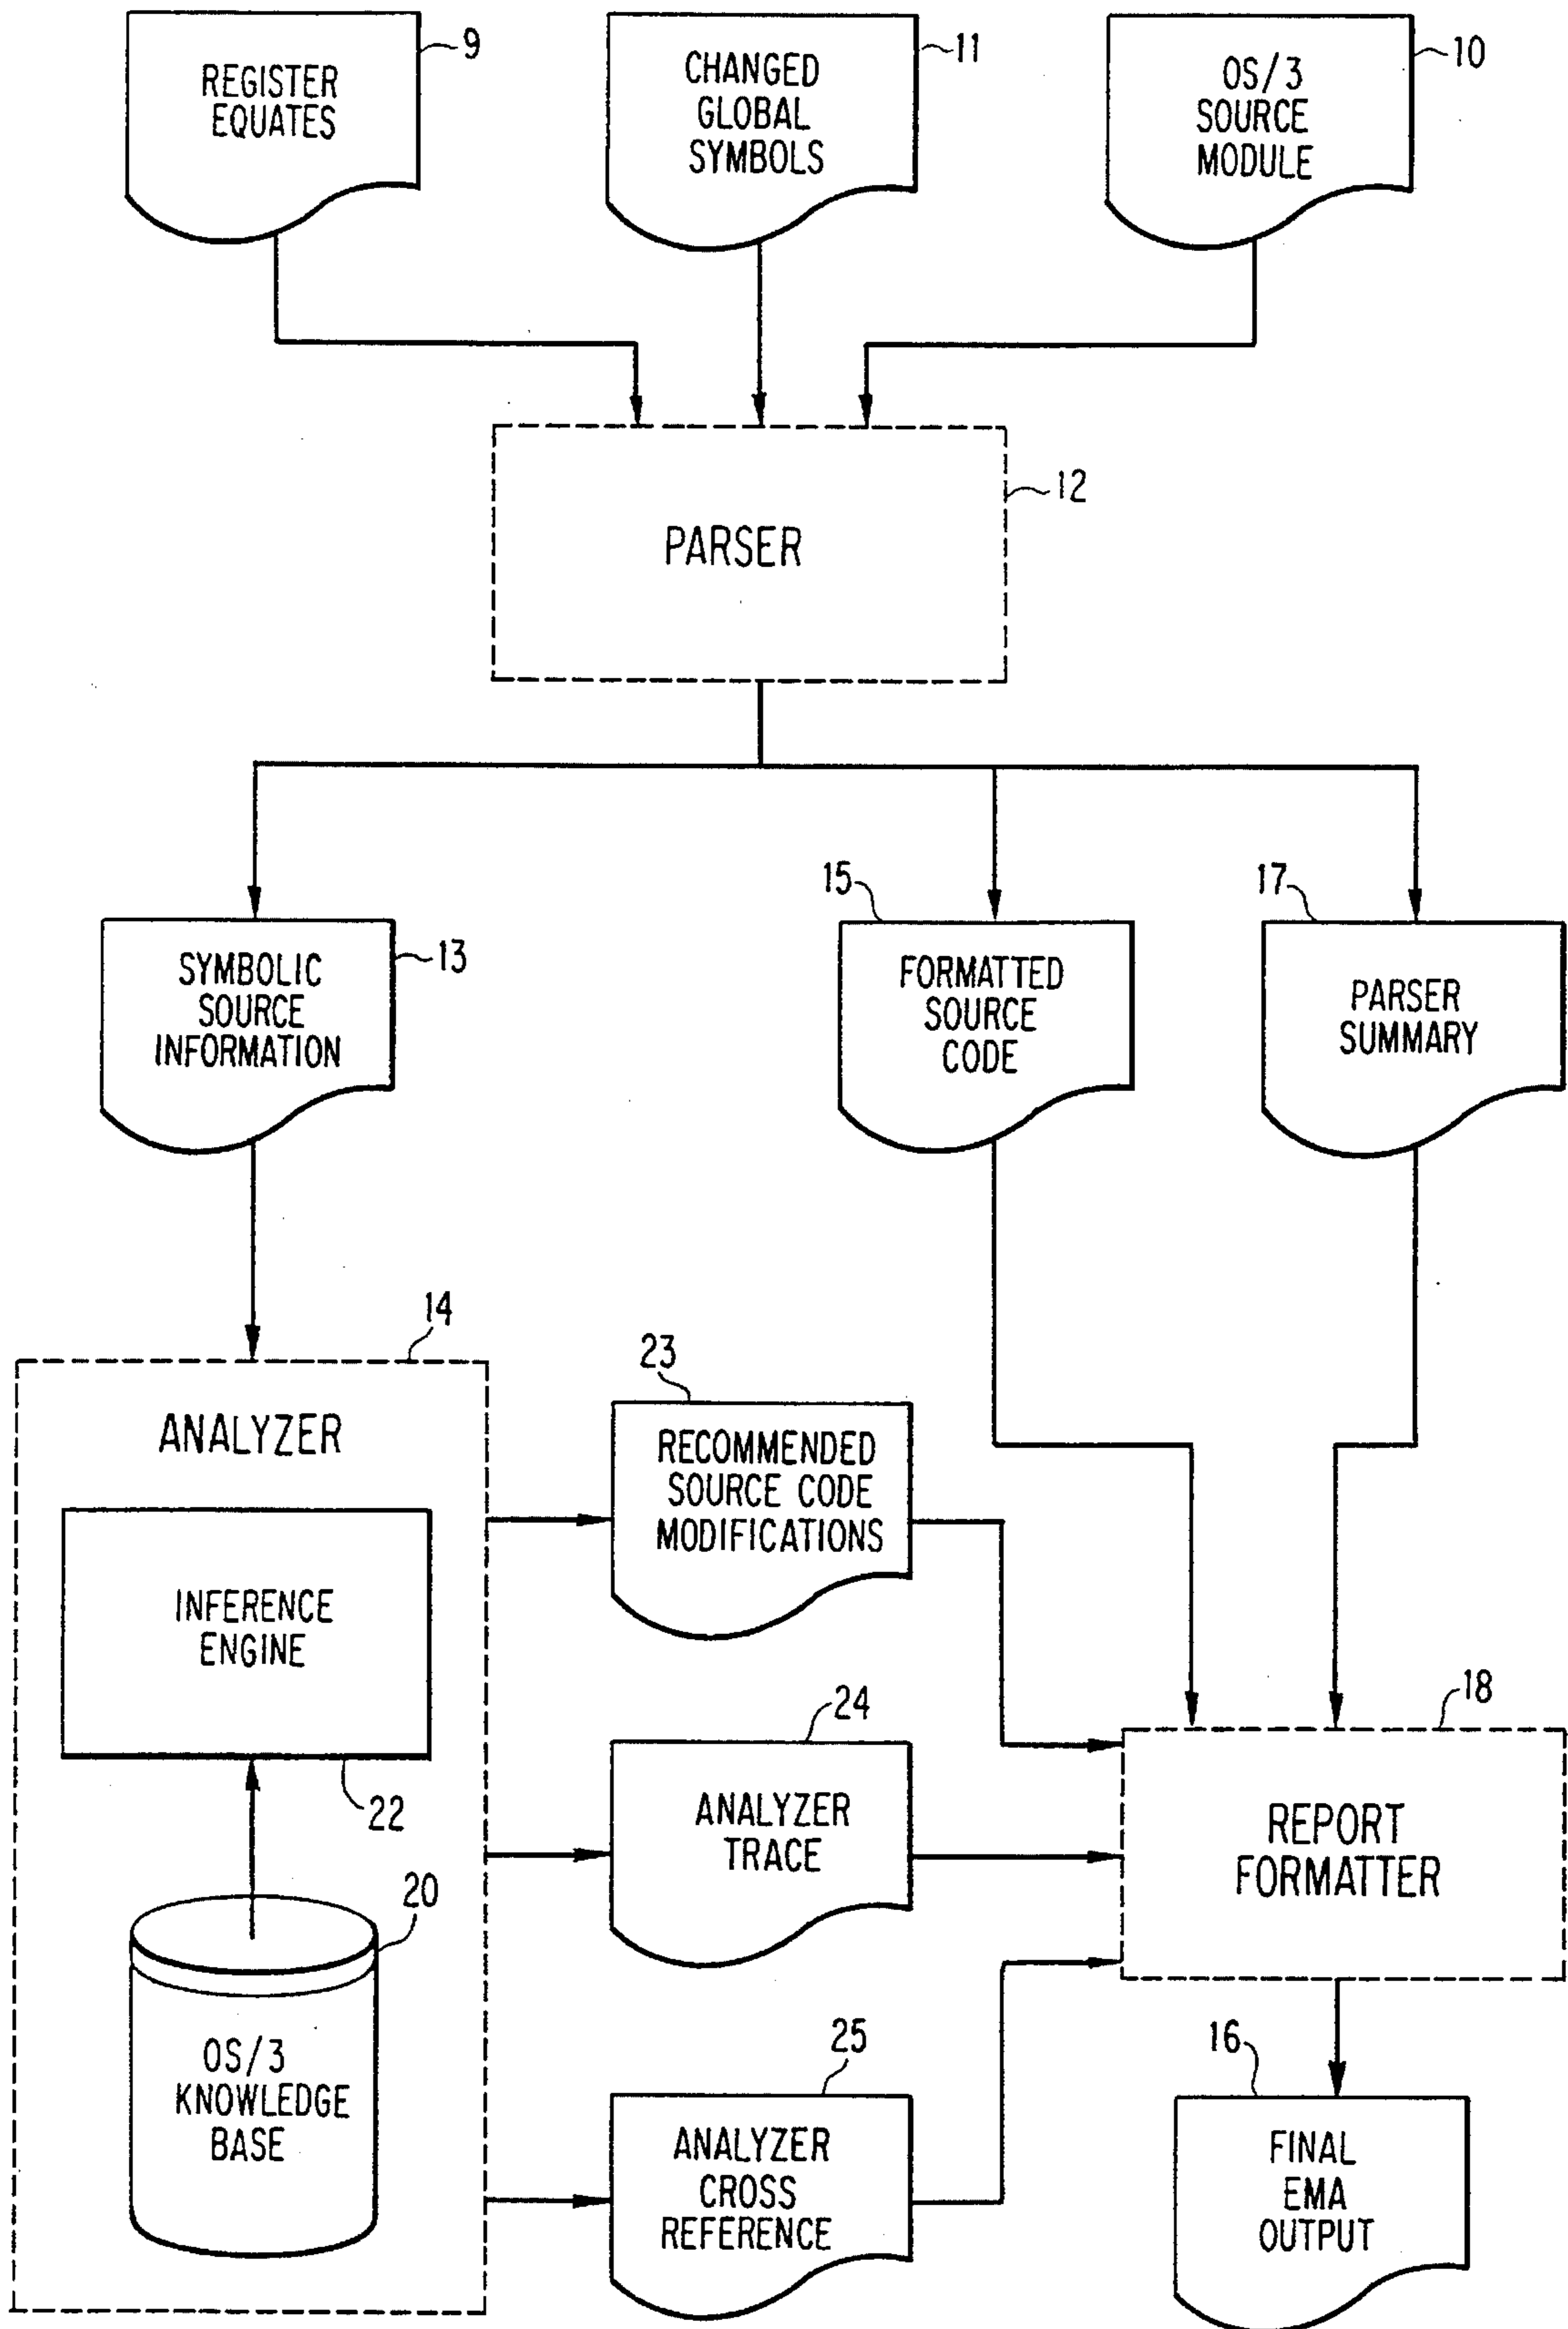 REGISTER
EQUATES
9
CHANGED
GLOBAL
SYMBOLS
11
OS/3
SOURCE
MODULE
10
PARSER
12
SYMBOLIC
SOURCE
INFORMATION
13
15
FORMATTED
SOURCE
CODE
17
PARSER
SUMMARY
14
ANALYZER
INFERENCE
ENGINE
22
20
OS/3
KNOWLEDGE
BASE
23
RECOMMENDED
SOURCE CODE
MODIFICATIONS
24
ANALYZER
TRACE
25
ANALYZER
CROSS
REFERENCE
18
REPORT
FORMATTER
16
FINAL
EMA
OUTPUT